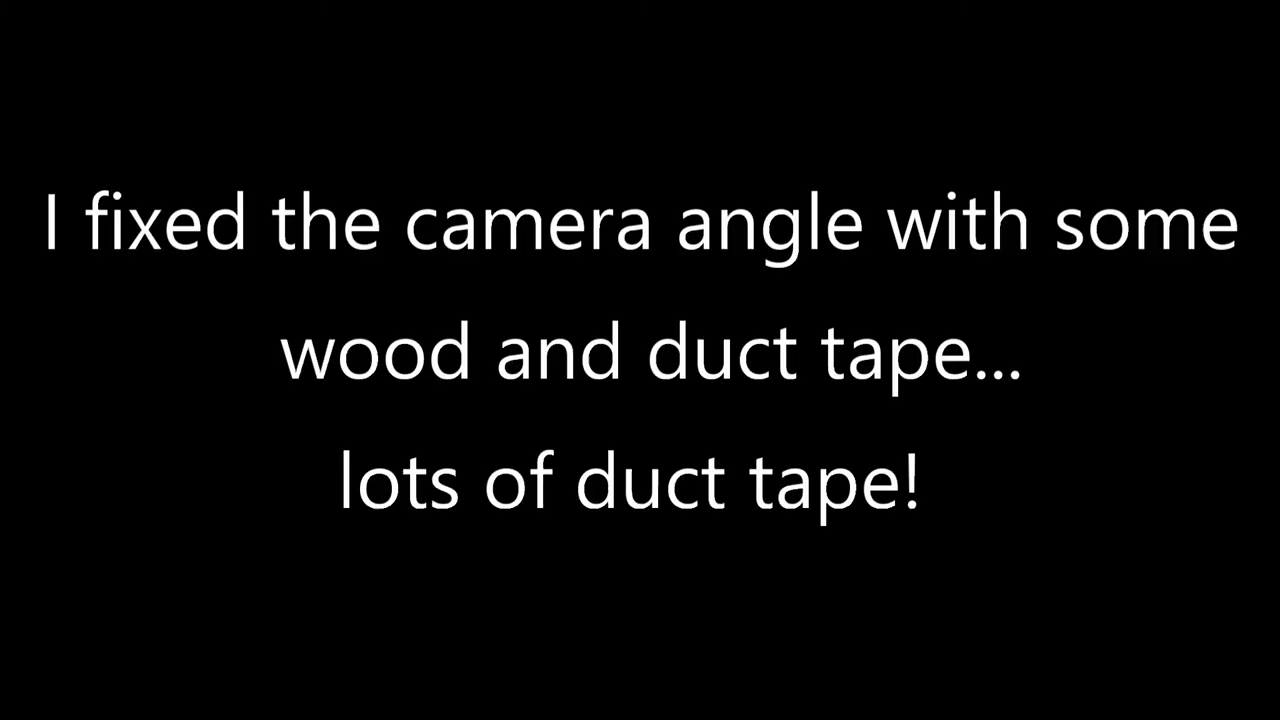 I fixed the camera angle with some
wood and duct tape...
lots of duct tape!